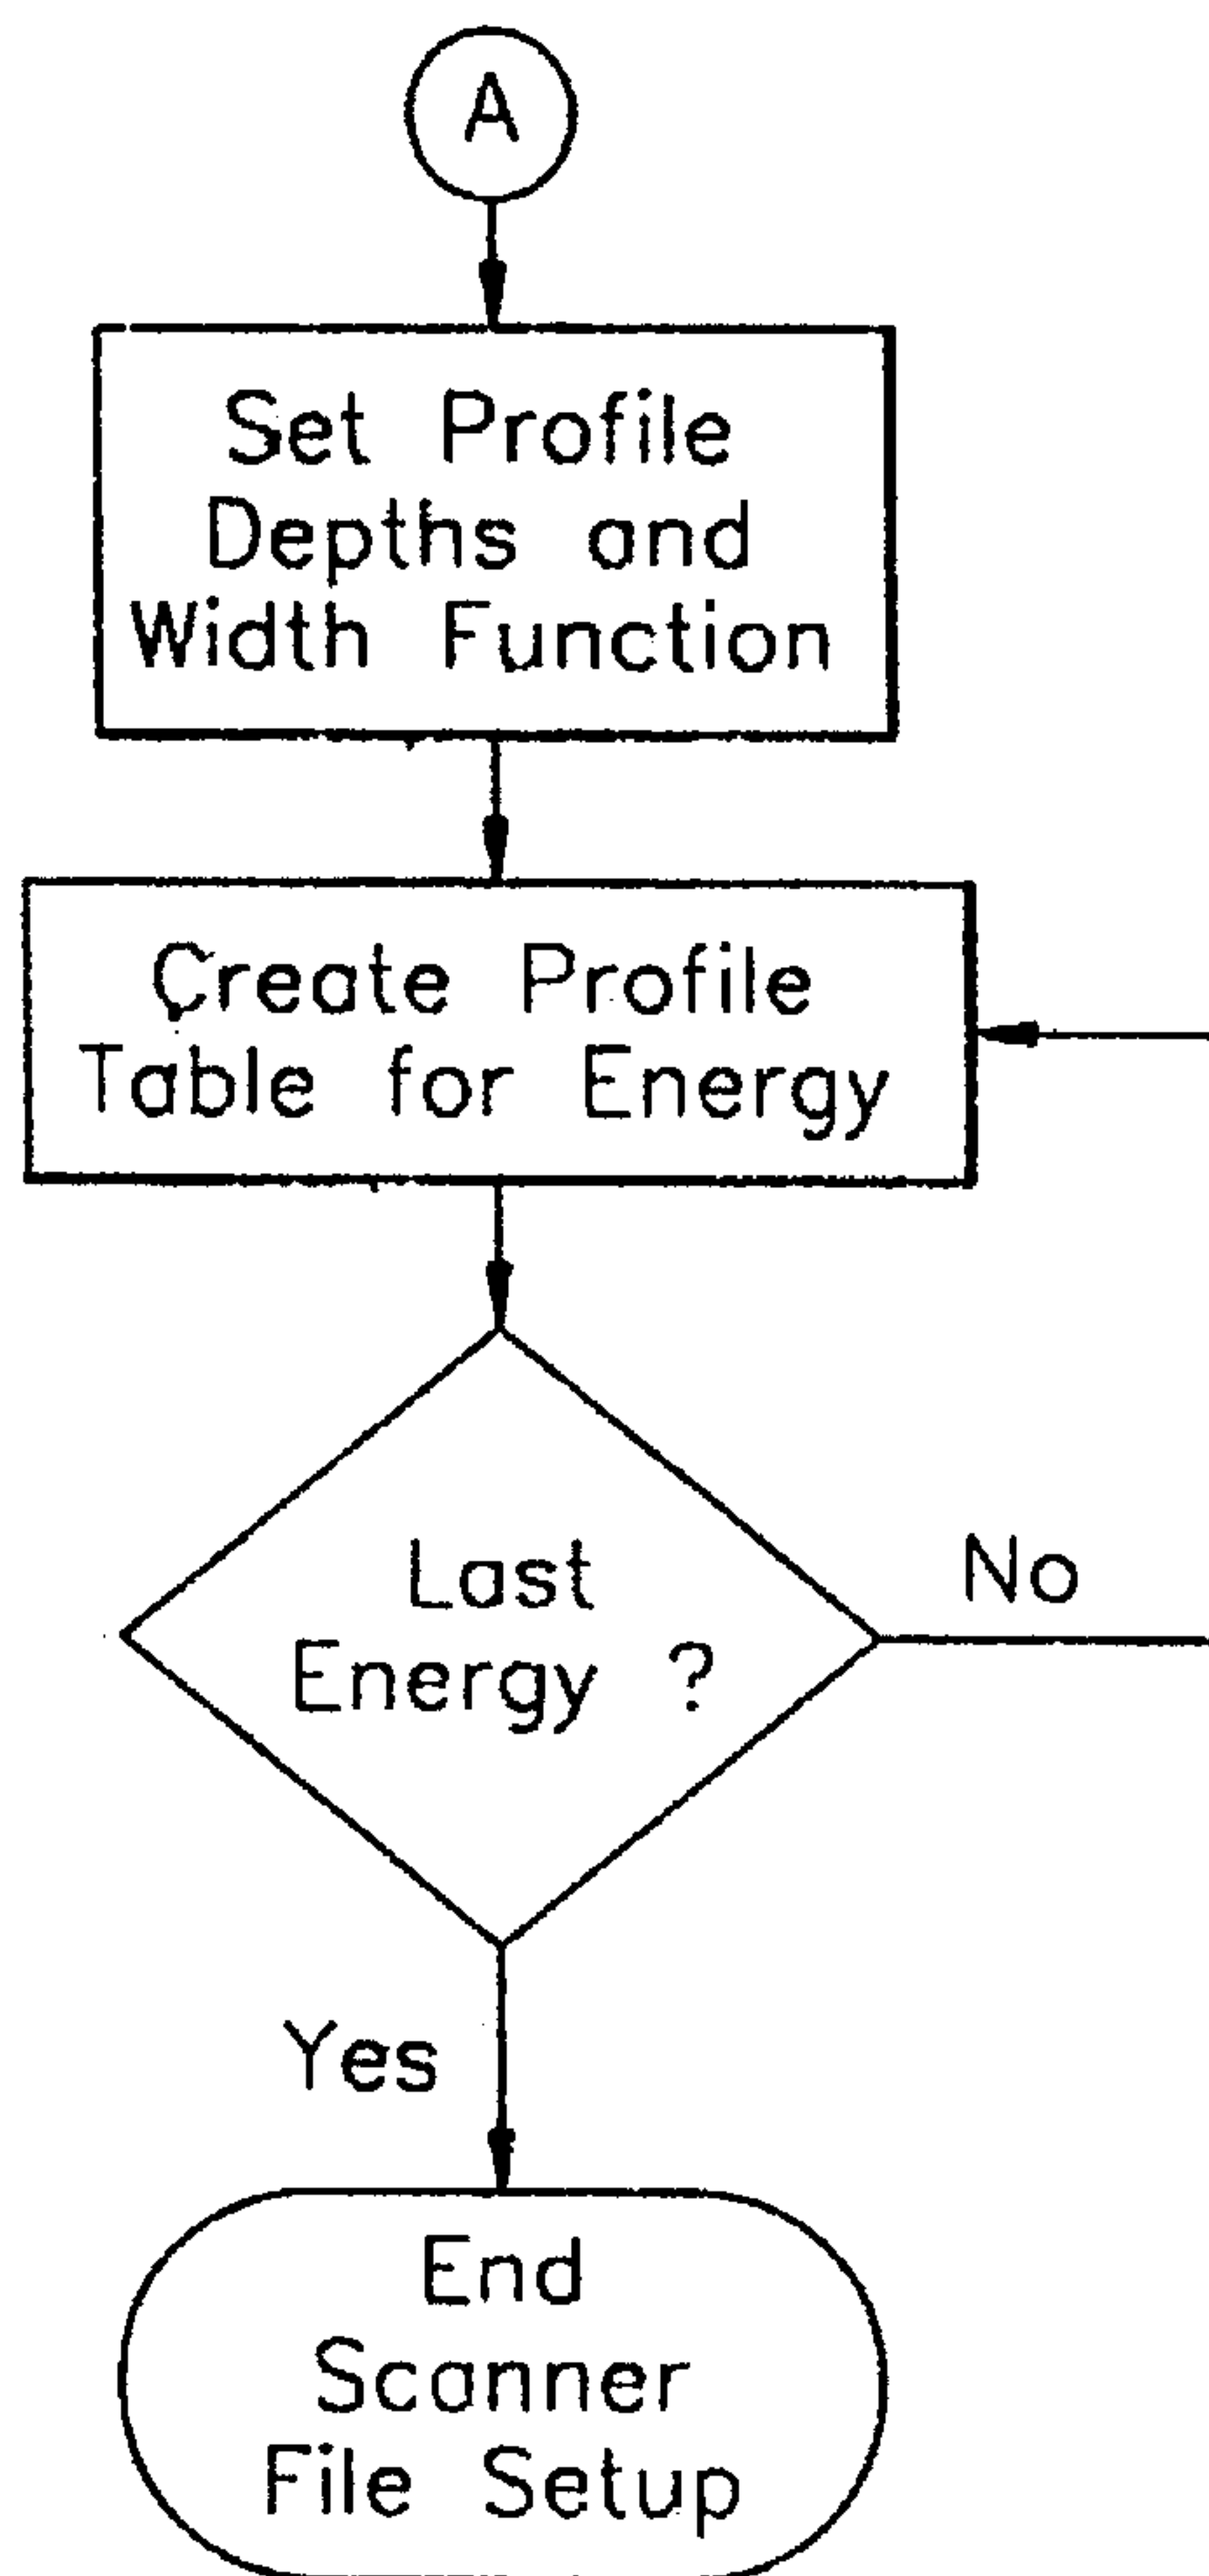 A
Set Profile
Depths and
Width Function
Create Profile
Table for Energy
Last
Energy ?
No
Yes
End
Scanner
File Setup